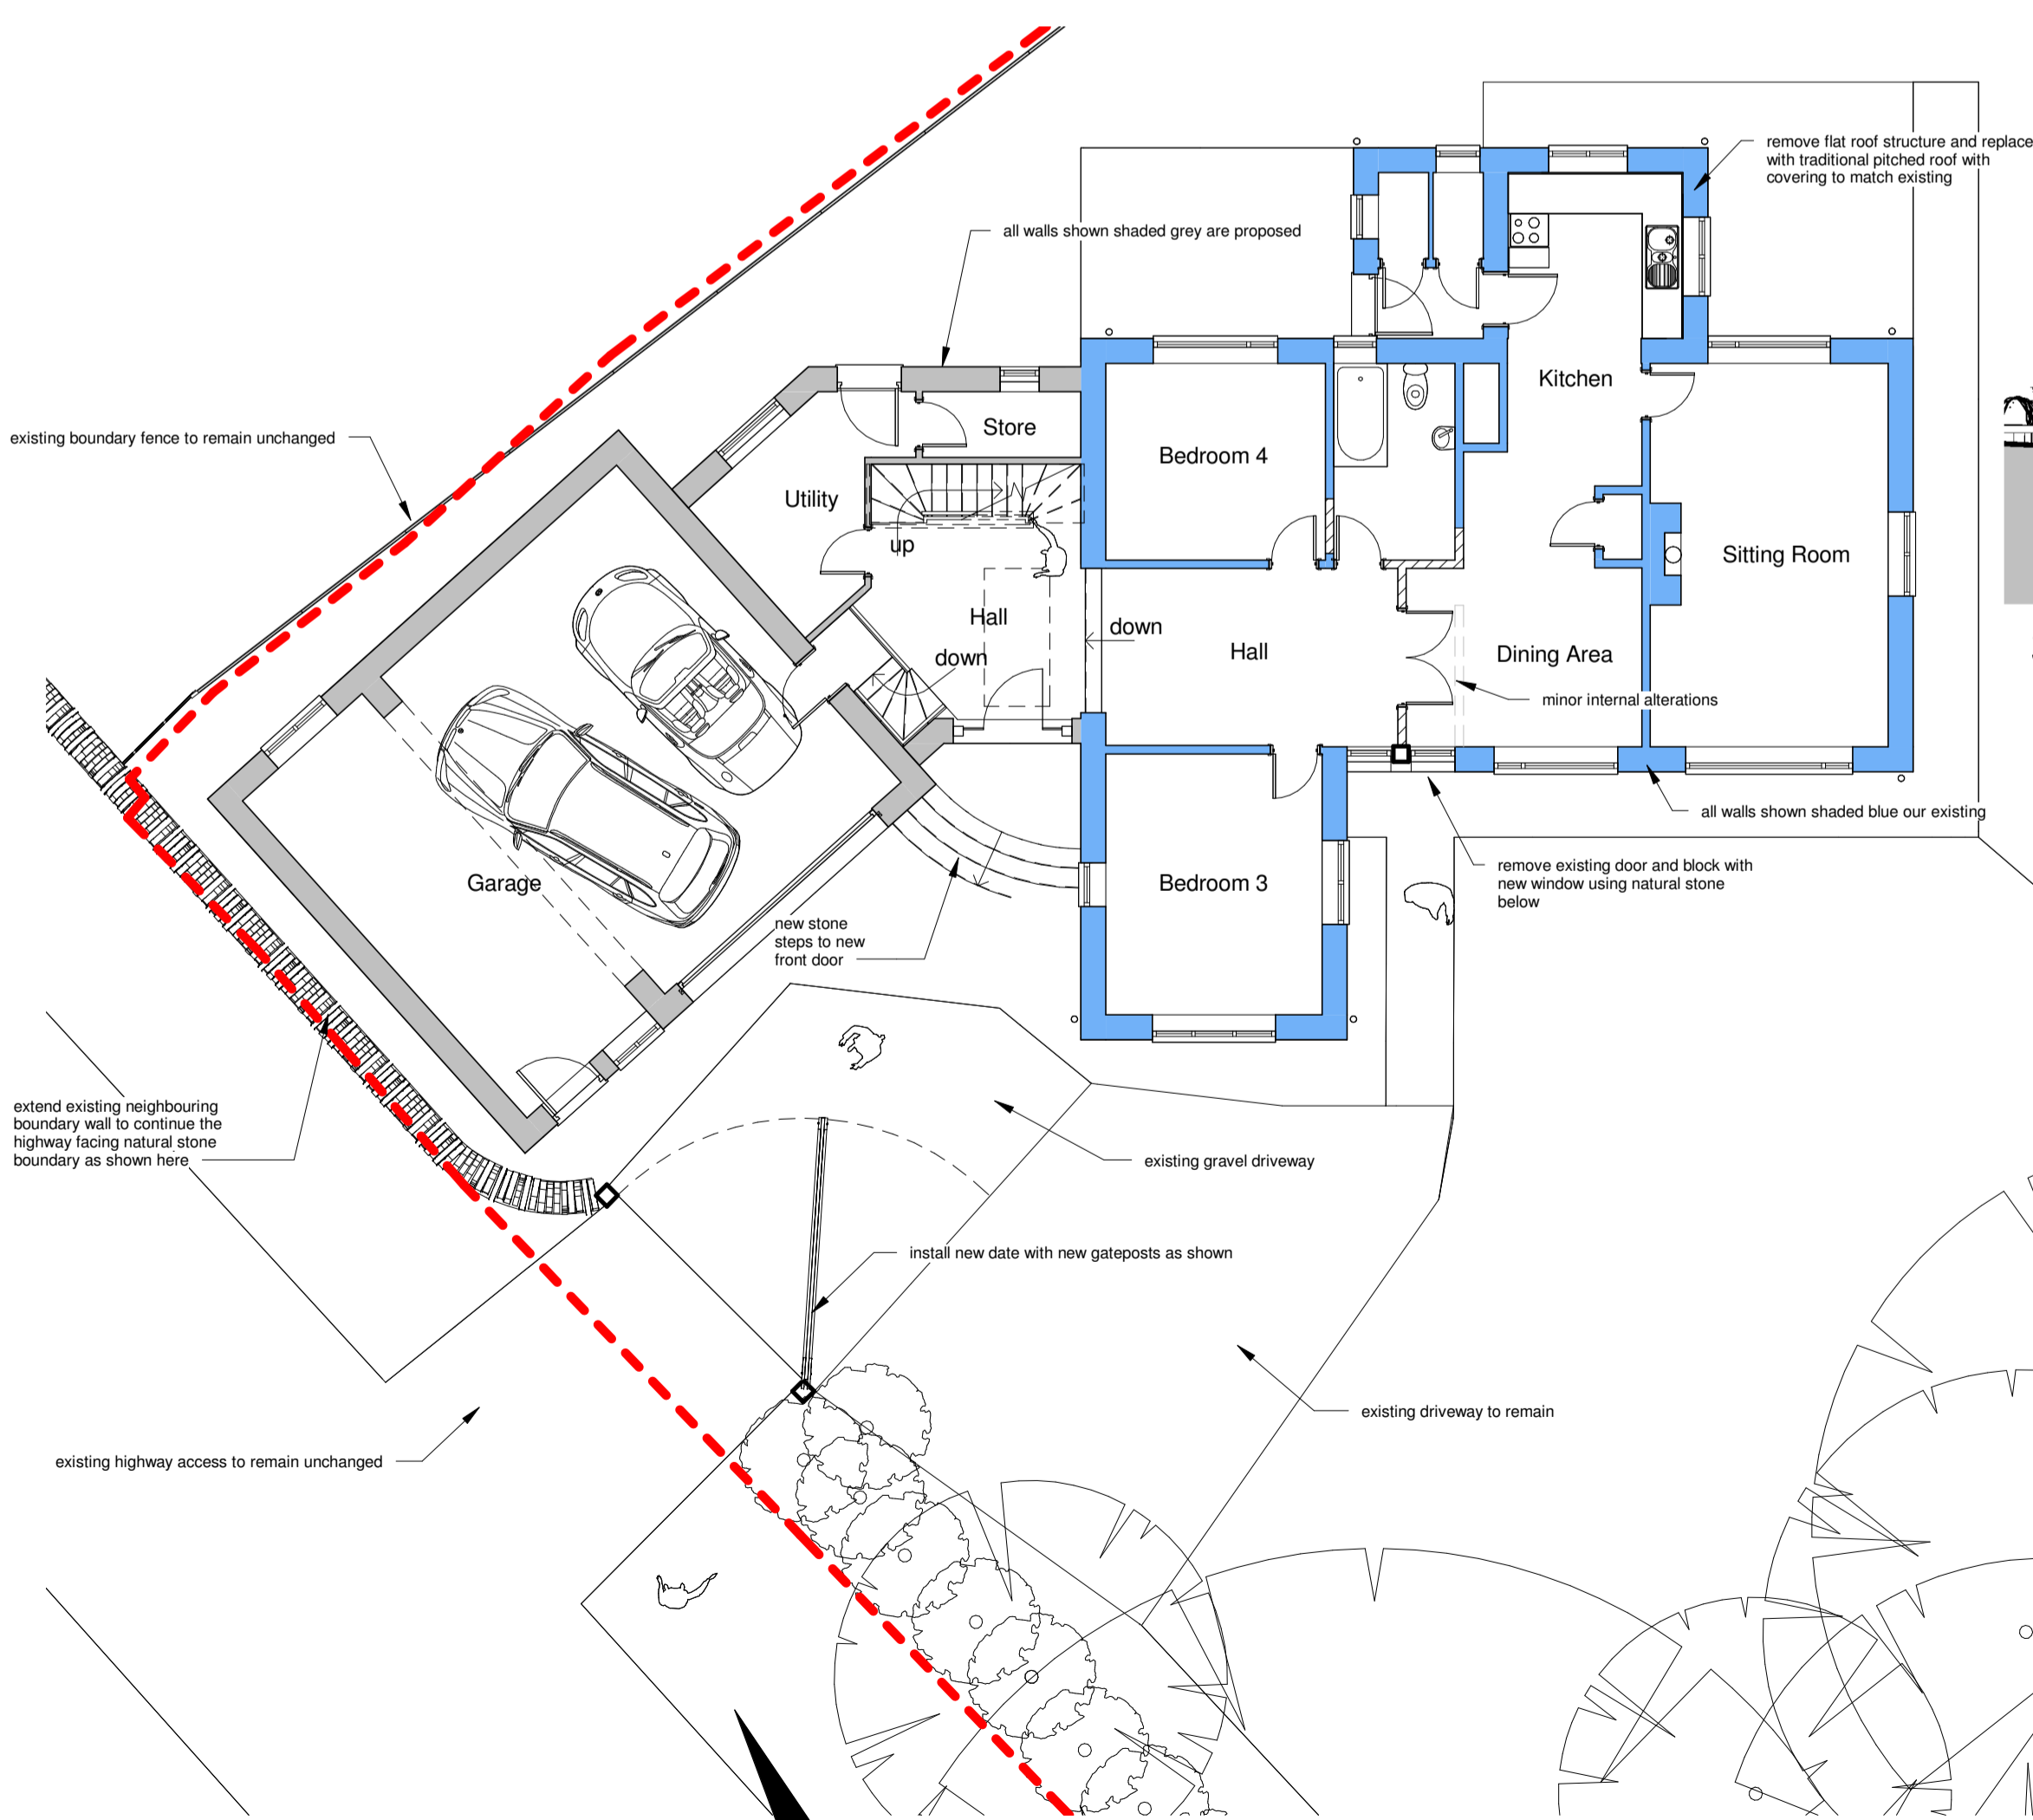 remove flat roof structure and replace
with traditional pitched roof with
covering to match existing
all walls shown shaded grey are proposed
existing boundary fence to remain unchanged
Store
Kitchen
Bedroom 4
Utility
up
Sitting Room
Hall
down
Hall
down
Dining Area
minor internal alterations
all walls shown shaded blue our existing
remove existing door and block with
new window using natural stone
below
Garage
Bedroom 3
new stone
steps to new
front door
extend existing neighbouring
boundary wall to continue the
highway facing natural stone
boundary as shown here
existing gravel driveway
install new date with new gateposts as shown
existing driveway to remain
existing highway access to remain unchanged